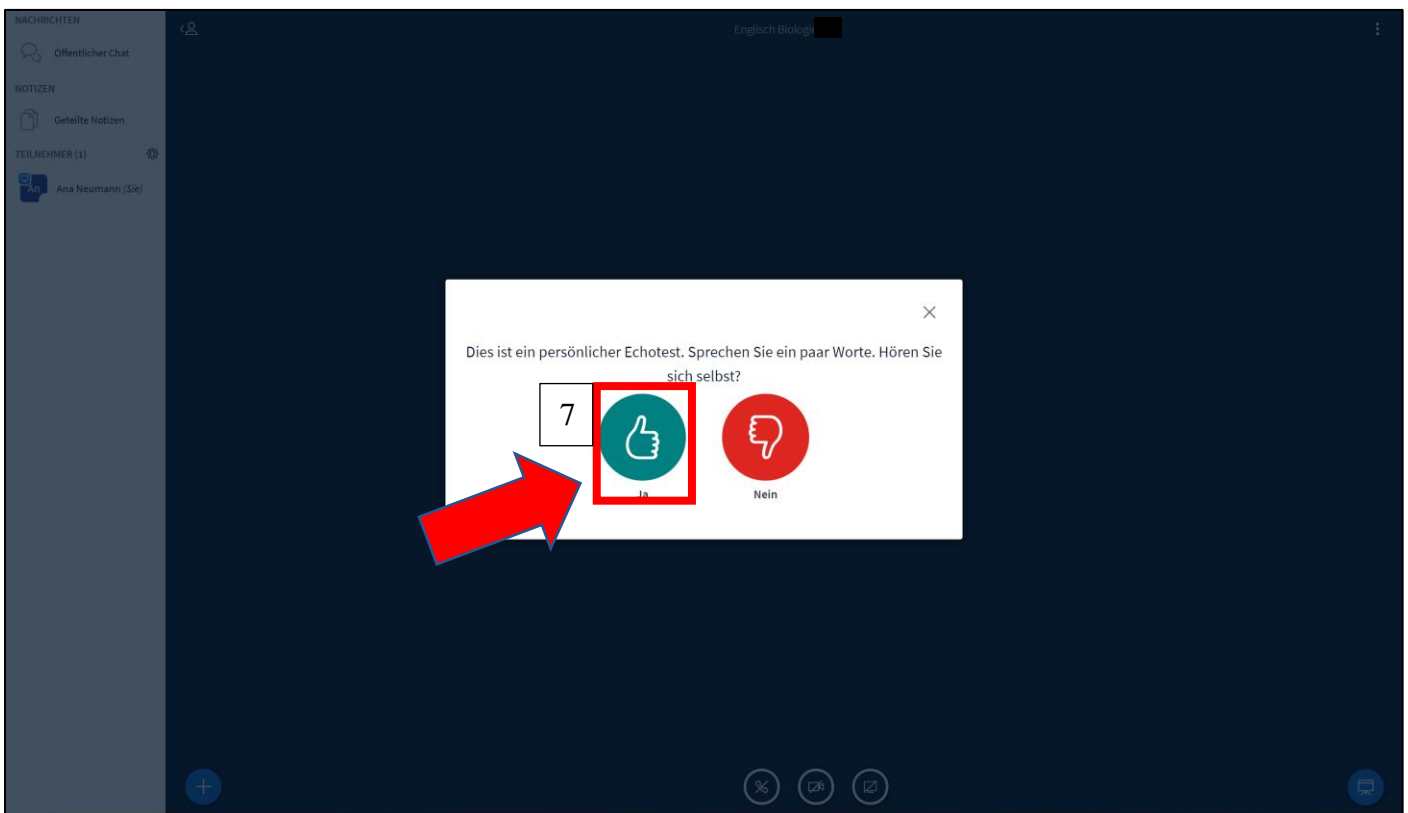 NACHRICHTEN
Öffentlicher Chat
NOTIZEN
Geteilte Notizen
TEILNEHMER (1)
An
Ana Neumann (Sie)
Englisch Biologi
Dies ist ein persönlicher Echotest. Sprechen Sie ein paar Worte. Hören Sie
sich selbst?
7
Ja
Nein